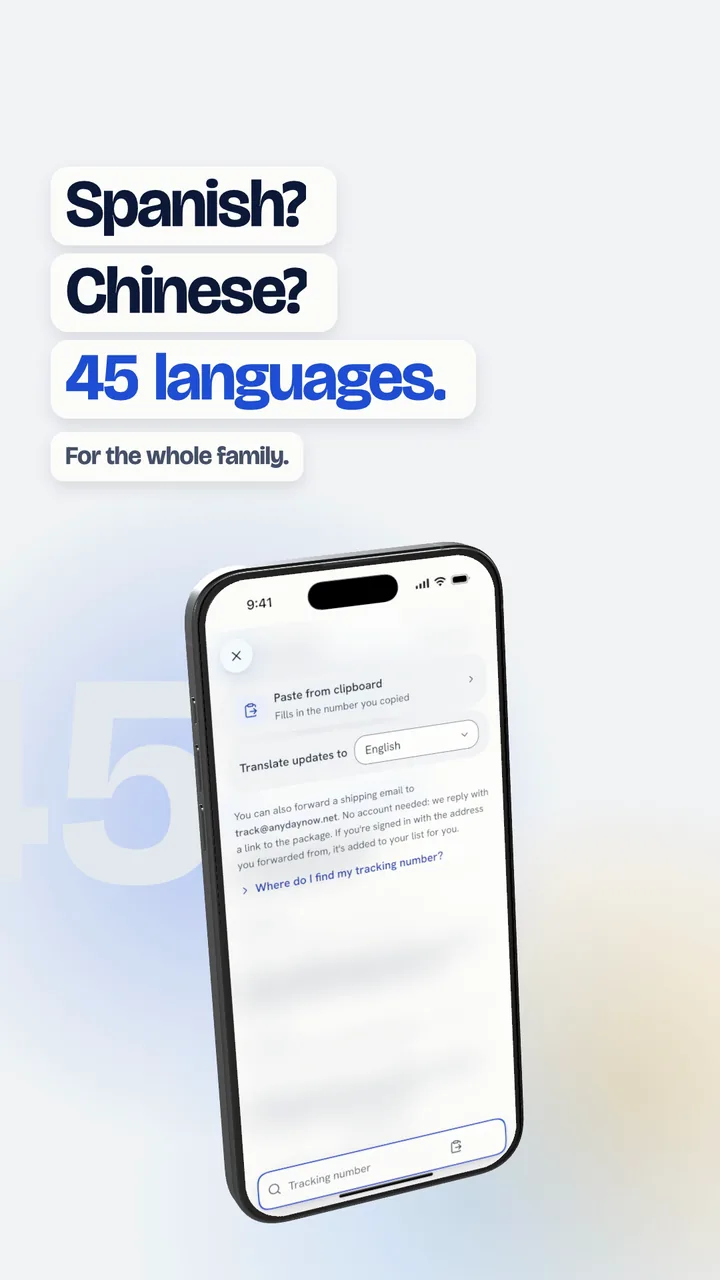 Spanish?
Chinese?
45 languages.
For the whole family.
9:41
Paste from clipboard
Fills in the number you copied
Translate updates to
English
You can also forward a shipping email to
track@anydaynow.net. No account needed: we reply with
a link to the package. If you're signed in with the address
you forwarded from, it's added to your list for you.
Where do I find my tracking number?
45
Tracking number